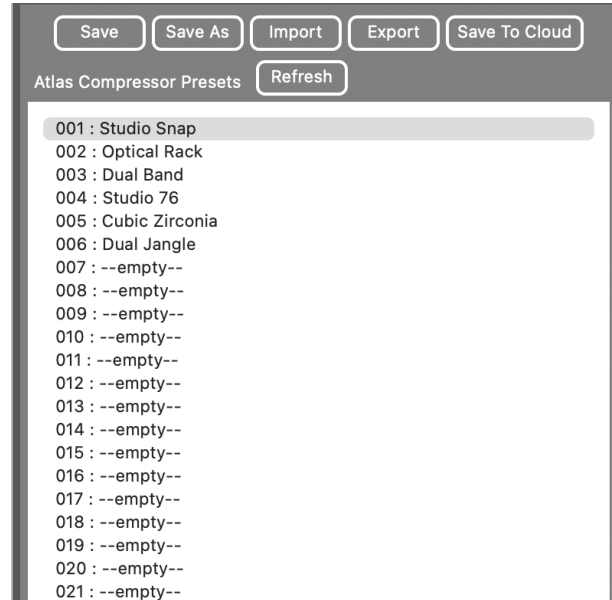 Save Save As Import Export Save To Cloud
Atlas Compressor Presets Refresh
001 : Studio Snap
002 : Optical Rack
003 : Dual Band
004 : Studio 76
005 : Cubic Zirconia
006 : Dual Jangle
007 : --empty--
008 : --empty--
009 : --empty--
010 : --empty--
011 : --empty--
012 : --empty--
013 : --empty--
014 : --empty--
015 : --empty--
016 : --empty--
017 : --empty--
018 : --empty--
019 : --empty--
020 : --empty--
021 : --empty--